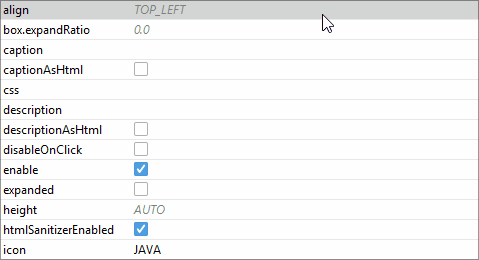 align TOP_LEFT
box.expandRatio 0.0
caption
captionAsHtml
css
description
descriptionAsHtml
disableOnClick
enable
expanded
height AUTO
htmlSanitizerEnabled
icon JAVA